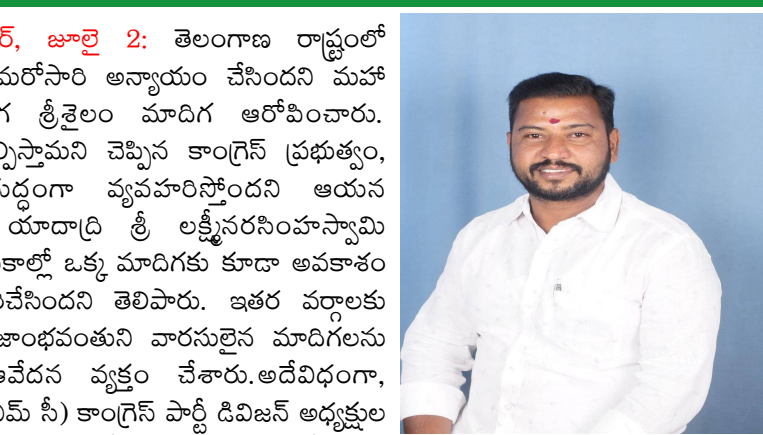 ర్, జూలై 2: తెలంగాణ రాష్ట్రంలో
మరోసారి అన్యాయం చేసిందని మహా
గ శ్రీశైలం మాదిగ ఆరోపించారు.
ల్పిస్తామని చెప్పిన కాంగ్రెస్ ప్రభుత్వం,
రుద్ధంగా వ్యవహరిస్తోందని ఆయన
యాదాద్రి శ్రీ లక్ష్మీనరసింహస్వామి
కాల్లో ఒక్క మాదిగకు కూడా అవకాశం
చేసిందని తెలిపారు. ఇతర వర్గాలకు
జాంభవంతుని వారసులైన మాదిగలను
ఆవేదన వ్యక్తం చేశారు.అదేవిధంగా,
ఎమ్ సీ) కాంగ్రెస్ పార్టీ డివిజన్ అధ్యక్షుల